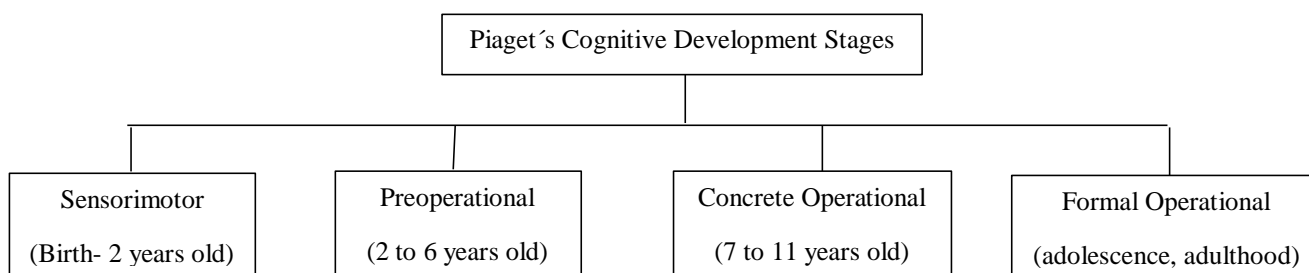 Piaget´s Cognitive Development Stages
Sensorimotor
(Birth- 2 years old)
Preoperational
(2 to 6 years old)
Concrete Operational
(7 to 11 years old)
Formal Operational
(adolescence, adulthood)